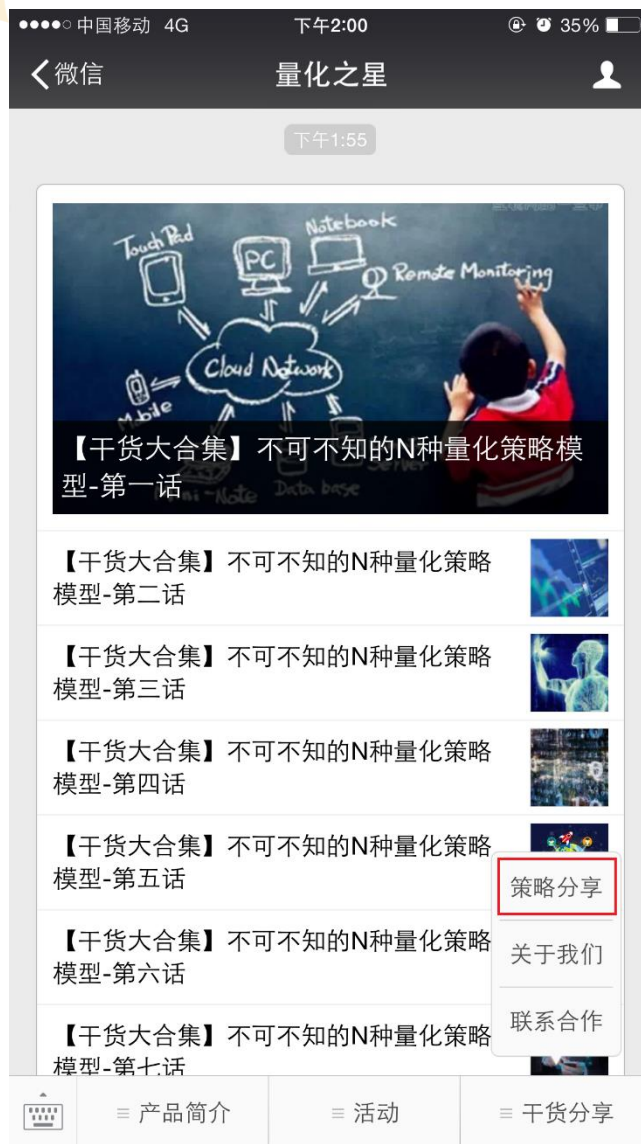 中国移动 4G 下午2:00 35%
微信 量化之星
下午1:55
Notebook
Touch Pad
PC
Remote Monitoring
Cloud Network
Mobile
【干货大合集】不可不知的N种量化策略模
型-第一话
Mini-Note Data base
【干货大合集】不可不知的N种量化策略
模型-第二话
【干货大合集】不可不知的N种量化策略
模型-第三话
【干货大合集】不可不知的N种量化策略
模型-第四话
【干货大合集】不可不知的N种量化策略
模型-第五话
策略分享
【干货大合集】不可不知的N种量化策略
模型-第六话
关于我们
联系合作
【干货大合集】不可不知的N种量化策略
模型-第七话
产品简介 活动 干货分享